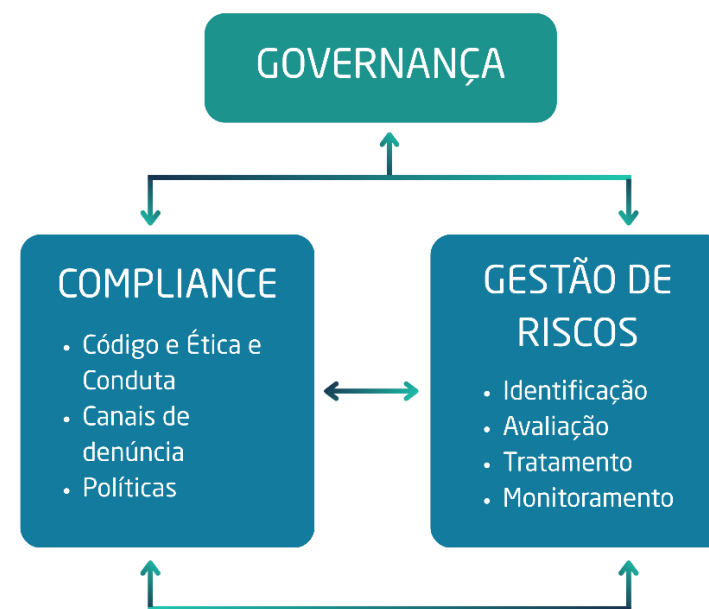 GOVERNANÇA
COMPLIANCE
• Código e Ética e
Conduta
• Canais de
denúncia
• Políticas
GESTÃO DE
RISCOS
• Identificação
• Avaliação
• Tratamento
• Monitoramento